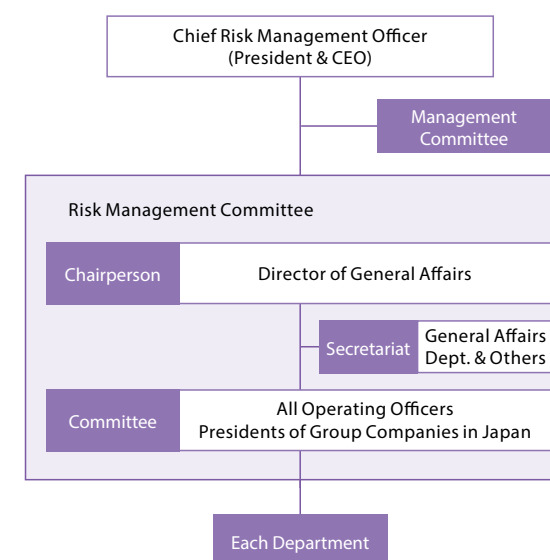 Chief Risk Management Officer
(President & CEO)
Management
Committee
Risk Management Committee
Chairperson
Director of General Affairs
Secretariat
General Affairs
Dept. & Others
Committee
All Operating Officers
Presidents of Group Companies in Japan
Each Department